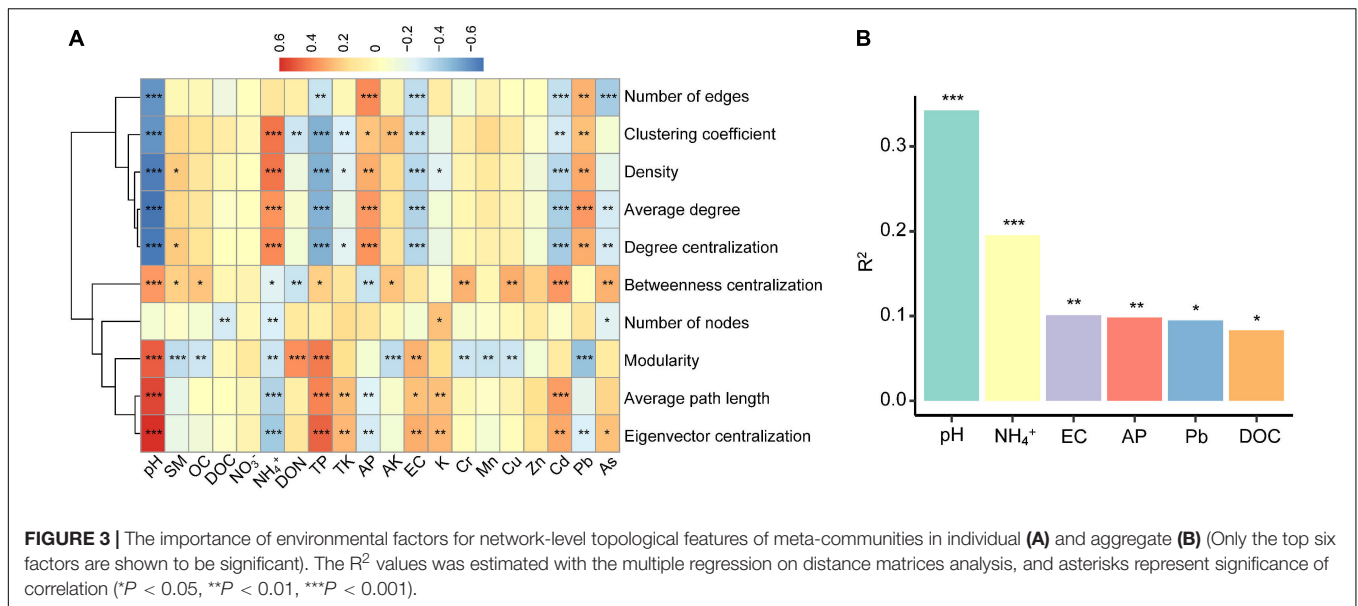 A
0.6 0.4 0.2 0 −0.2 −0.4 −0.6
*** ** *** *** *** ** *** Number of edges
*** *** ** *** ** * ** *** ** ** Clustering coefficient
*** * *** *** * ** *** * *** ** Density
*** *** *** *** *** *** *** ** Average degree
*** * *** *** * *** *** *** ** ** Degree centralization
*** * * * ** * ** * ** ** *** ** Betweenness centralization
** ** * * Number of nodes
*** *** ** ** *** *** *** ** ** ** ** *** Modularity
*** *** *** ** ** * ** *** Average path length
*** *** *** ** ** ** ** ** ** * Eigenvector centralization
pH SM OC DOC NO₃⁻ NH₄⁺ DON TP TK AP AK EC K Cr Mn Cu Zn Cd Pb As
B
R²
0.3
0.2
0.1
0.0
*** *** ** ** * *
pH NH₄⁺ EC AP Pb DOC
FIGURE 3 | The importance of environmental factors for network-level topological features of meta-communities in individual (A) and aggregate (B) (Only the top six
factors are shown to be significant). The R² values was estimated with the multiple regression on distance matrices analysis, and asterisks represent significance of
correlation (*P < 0.05, **P < 0.01, ***P < 0.001).